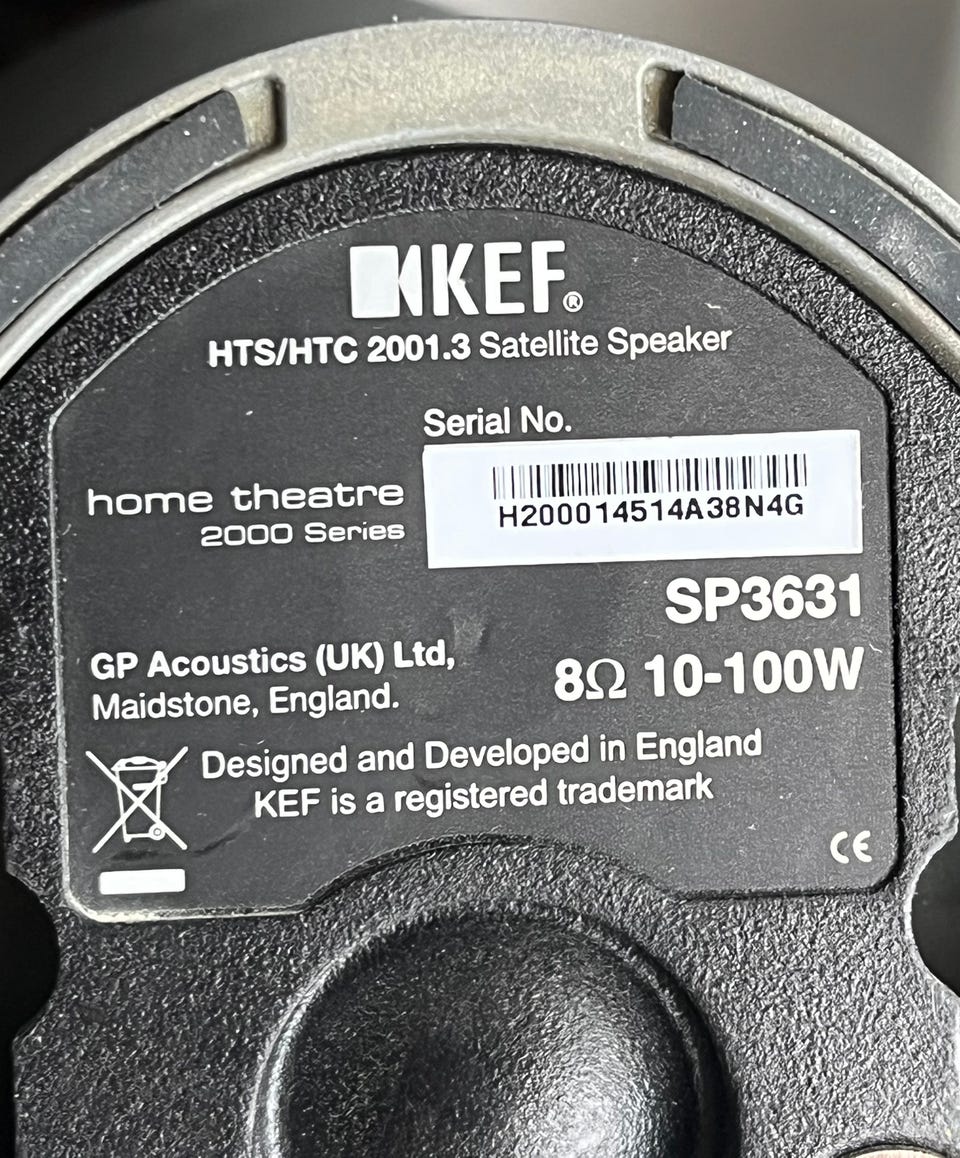 KEF®
HTS/HTC 2001.3 Satellite Speaker
Serial No.
H200014514A38N4G
home theatre
2000 Series
SP3631
8Ω 10-100W
GP Acoustics (UK) Ltd,
Maidstone, England.
Designed and Developed in England
KEF is a registered trademark
CE